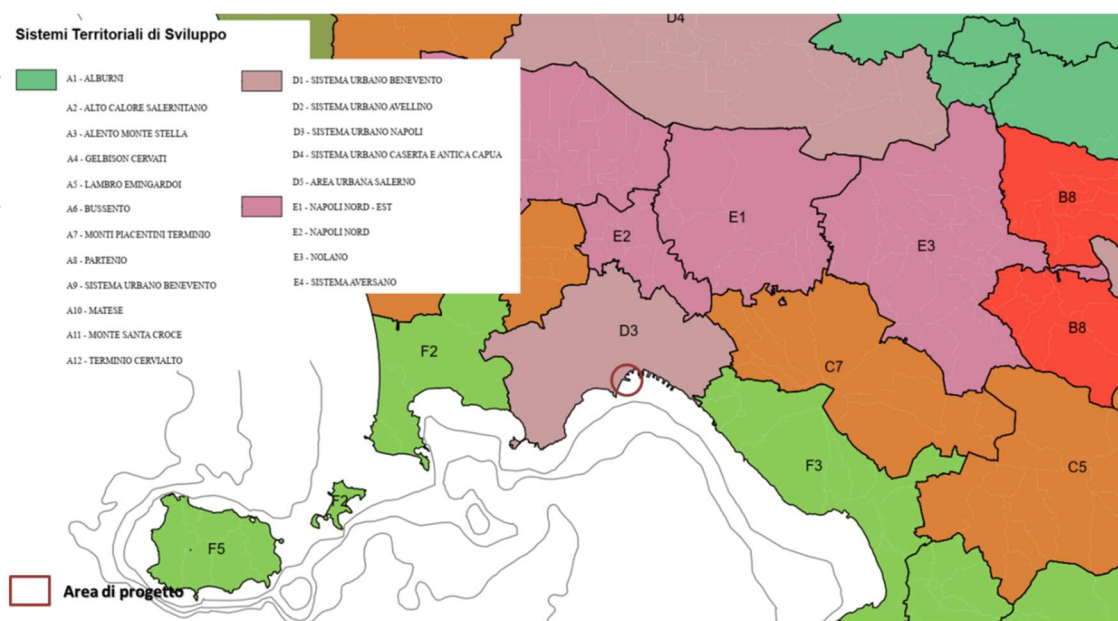 Sistemi Territoriali di Sviluppo
A1 - ALBURNI
A2 - ALTO CALORE SALERNITANO
A3 - ALENTO MONTE STELLA
A4 - GELBISON CERVATI
A5 - LAMBRO EMINGARDOI
A6 - BUSSENTO
A7 - MONTI PIACENTINI TERMINIO
A8 - PARTENIO
A9 - SISTEMA URBANO BENEVENTO
A10 - MATESE
A11 - MONTE SANTA CROCE
A12 - TERMINIO CERVIALTO
D1 - SISTEMA URBANO BENEVENTO
D2 - SISTEMA URBANO AVELLINO
D3 - SISTEMA URBANO NAPOLI
D4 - SISTEMA URBANO CASERTA E ANTICA CAPUA
D5 - AREA URBANA SALERNO
E1 - NAPOLI NORD - EST
E2 - NAPOLI NORD
E3 - NOLANO
E4 - SISTEMA AVERSANO
D4
B8
E1
E2
E3
B8
D3
F2
C7
F3
C5
F2
F5
Area di progetto